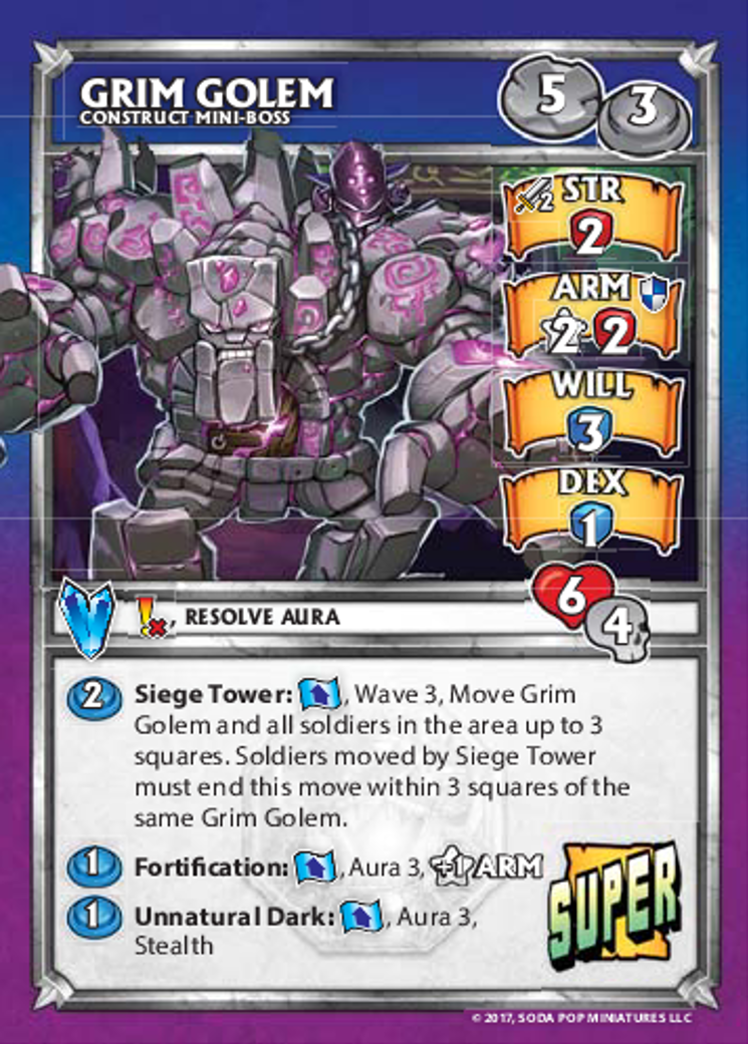 GRIM GOLEM
CONSTRUCT MINI-BOSS
5 3
2 STR
2
ARM
2 2
WILL
3
DEX
1
6
4
!, RESOLVE AURA
2 Siege Tower: , Wave 3, Move Grim
Golem and all soldiers in the area up to 3
squares. Soldiers moved by Siege Tower
must end this move within 3 squares of the
same Grim Golem.
1 Fortification: , Aura 3, +1 ARM
1 Unnatural Dark: , Aura 3,
Stealth
SUPER
© 2017, SODA POP MINIATURES LLC